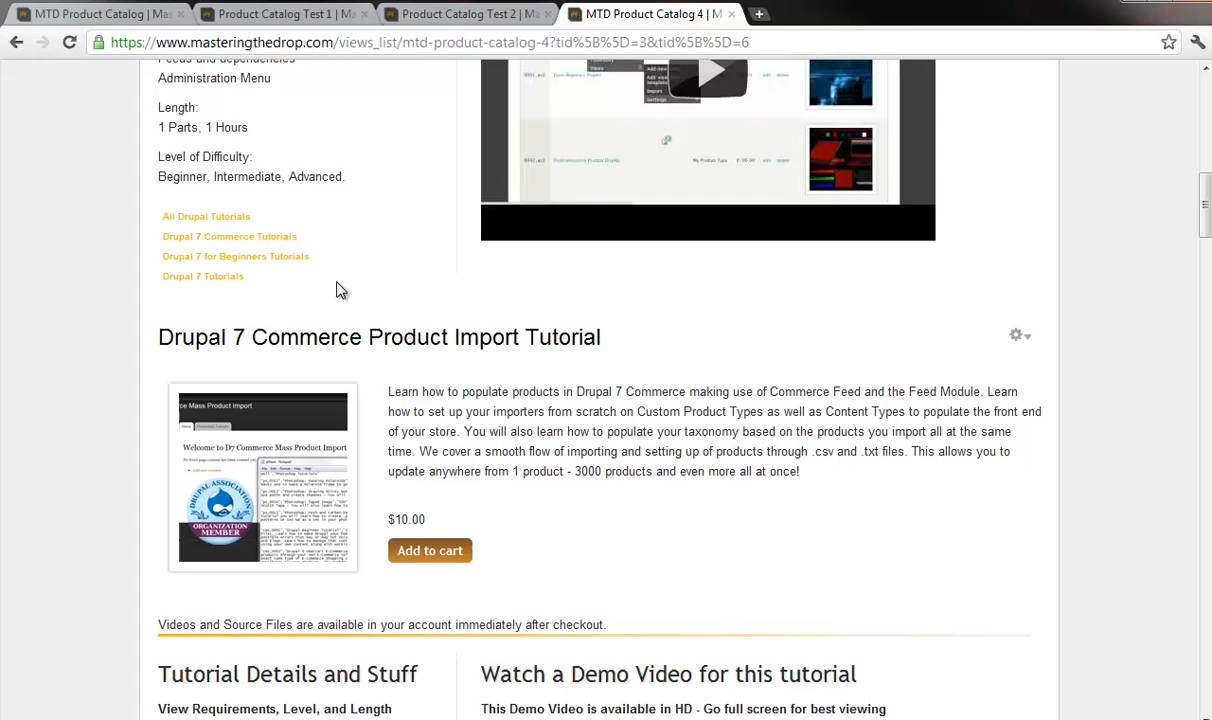 MTD Product Catalog | Mas
Product Catalog Test 1 | Ma
Product Catalog Test 2 | Ma
MTD Product Catalog 4 | M
https://www.masteringthedrop.com/views_list/mtd-product-catalog-4?tid%5B%5D=3&tid%5B%5D=6
Feeds and dependencies
Administration Menu
Length:
1 Parts, 1 Hours
Level of Difficulty:
Beginner, Intermediate, Advanced.
All Drupal Tutorials
Drupal 7 Commerce Tutorials
Drupal 7 for Beginners Tutorials
Drupal 7 Tutorials
Import
Settings
My Product Type
Drupal 7 Commerce Product Import Tutorial
ce Mass Product Import
Welcome to D7 Commerce Mass Product Import
DRUPAL ASSOCIATION
ORGANIZATION
MEMBER
Learn how to populate products in Drupal 7 Commerce making use of Commerce Feed and the Feed Module. Learn
how to set up your importers from scratch on Custom Product Types as well as Content Types to populate the front end
of your store. You will also learn how to populate your taxonomy based on the products you import all at the same
time. We cover a smooth flow of importing and setting up of products through .csv and .txt files. This allows you to
update anywhere from 1 product - 3000 products and even more all at once!
$10.00
Add to cart
Videos and Source Files are available in your account immediately after checkout.
Tutorial Details and Stuff
View Requirements, Level, and Length
Watch a Demo Video for this tutorial
This Demo Video is available in HD - Go full screen for best viewing